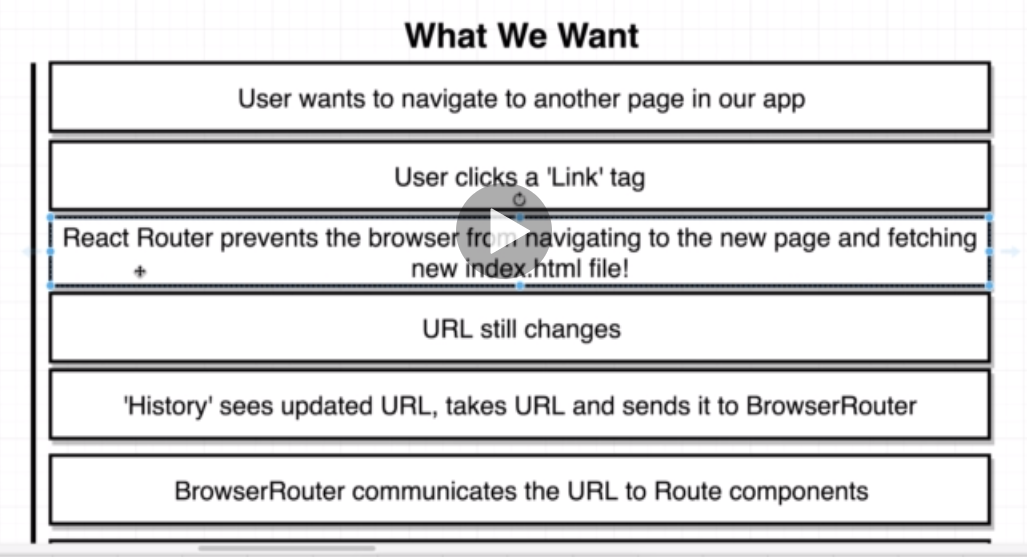 What We Want
User wants to navigate to another page in our app
User clicks a 'Link' tag
React Router prevents the browser from navigating to the new page and fetching
new index.html file!
URL still changes
'History' sees updated URL, takes URL and sends it to BrowserRouter
BrowserRouter communicates the URL to Route components